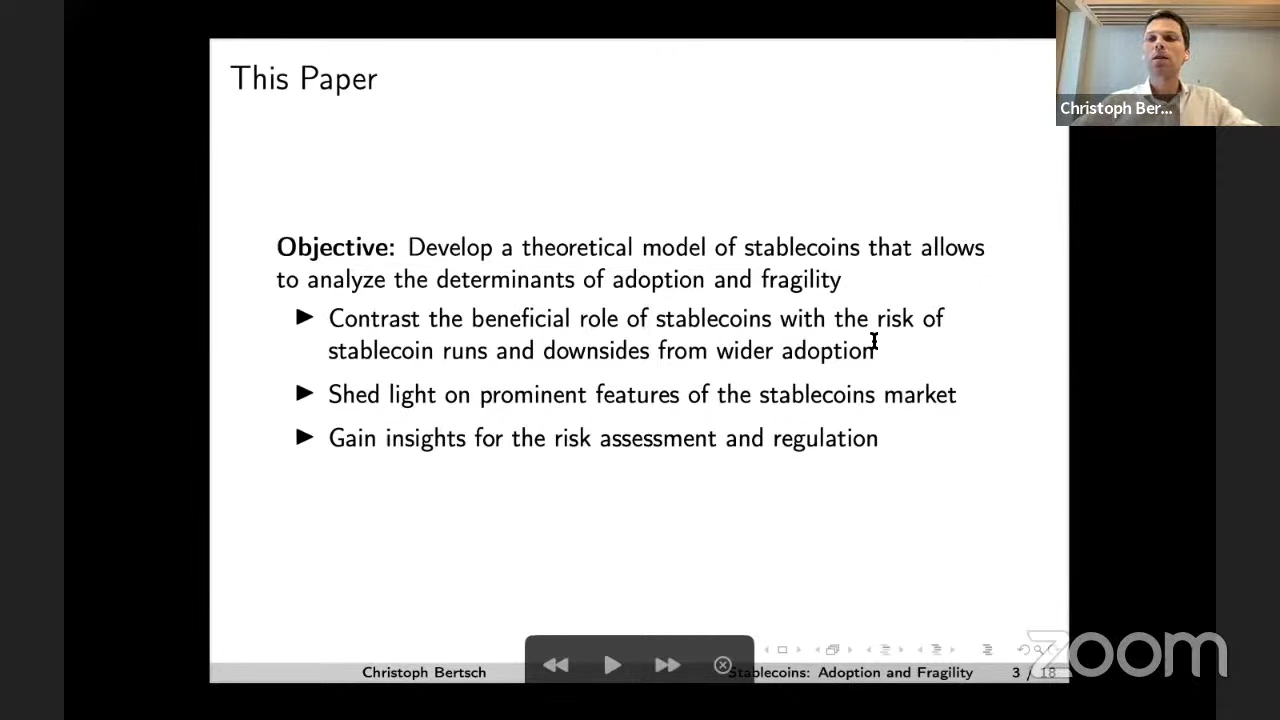 This Paper
Christoph Ber...
Objective: Develop a theoretical model of stablecoins that allows
to analyze the determinants of adoption and fragility
Contrast the beneficial role of stablecoins with the risk of
stablecoin runs and downsides from wider adoption
Shed light on prominent features of the stablecoins market
Gain insights for the risk assessment and regulation
Christoph Bertsch
Stablecoins: Adoption and Fragility
3 / 18
zoom